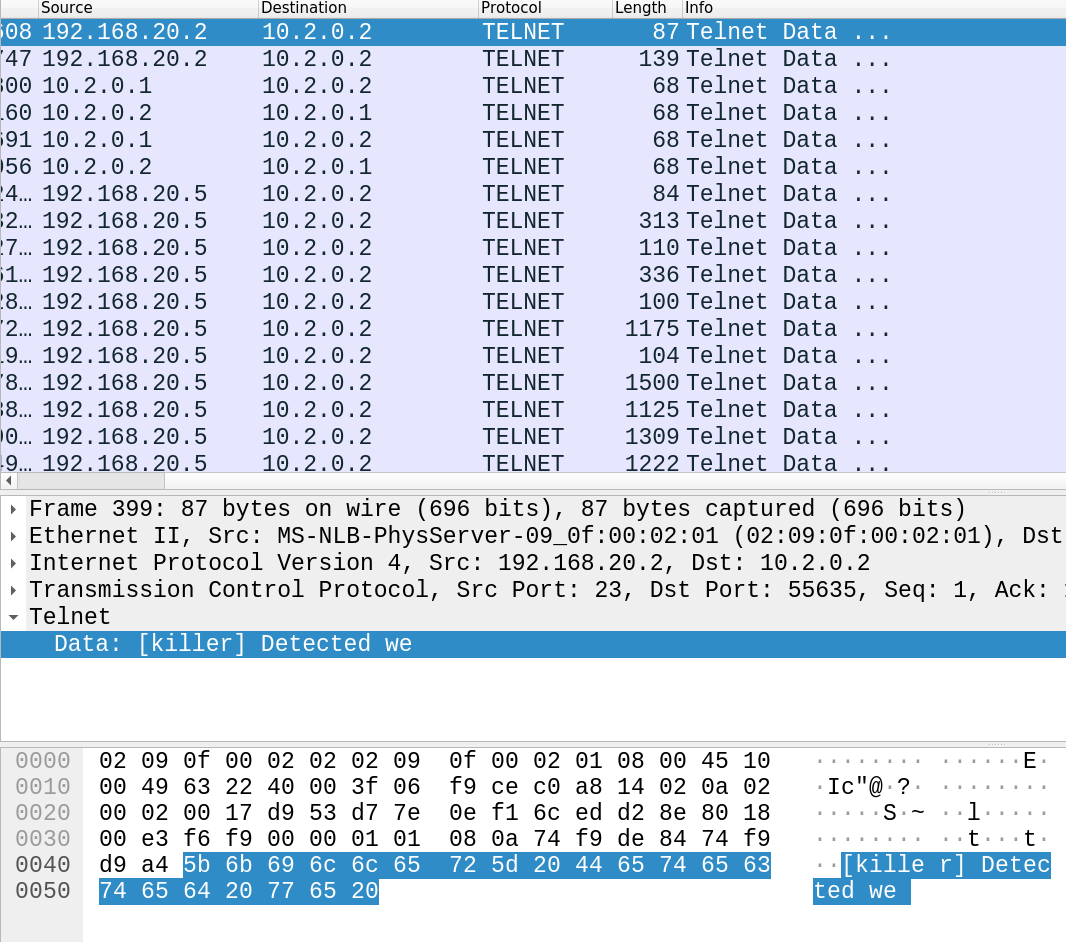 Source Destination Protocol Length Info
508 192.168.20.2 10.2.0.2 TELNET 87 Telnet Data ...
747 192.168.20.2 10.2.0.2 TELNET 139 Telnet Data ...
300 10.2.0.1 10.2.0.2 TELNET 68 Telnet Data ...
160 10.2.0.2 10.2.0.1 TELNET 68 Telnet Data ...
591 10.2.0.1 10.2.0.2 TELNET 68 Telnet Data ...
956 10.2.0.2 10.2.0.1 TELNET 68 Telnet Data ...
24… 192.168.20.5 10.2.0.2 TELNET 84 Telnet Data ...
32… 192.168.20.5 10.2.0.2 TELNET 313 Telnet Data ...
27… 192.168.20.5 10.2.0.2 TELNET 110 Telnet Data ...
51… 192.168.20.5 10.2.0.2 TELNET 336 Telnet Data ...
28… 192.168.20.5 10.2.0.2 TELNET 100 Telnet Data ...
72… 192.168.20.5 10.2.0.2 TELNET 1175 Telnet Data ...
19… 192.168.20.5 10.2.0.2 TELNET 104 Telnet Data ...
78… 192.168.20.5 10.2.0.2 TELNET 1500 Telnet Data ...
38… 192.168.20.5 10.2.0.2 TELNET 1125 Telnet Data ...
90… 192.168.20.5 10.2.0.2 TELNET 1309 Telnet Data ...
49… 192.168.20.5 10.2.0.2 TELNET 1222 Telnet Data ...
Frame 399: 87 bytes on wire (696 bits), 87 bytes captured (696 bits)
Ethernet II, Src: MS-NLB-PhysServer-09_0f:00:02:01 (02:09:0f:00:02:01), Dst
Internet Protocol Version 4, Src: 192.168.20.2, Dst: 10.2.0.2
Transmission Control Protocol, Src Port: 23, Dst Port: 55635, Seq: 1, Ack:
Telnet
Data: [killer] Detected we
0000 02 09 0f 00 02 02 02 09 0f 00 02 01 08 00 45 10 ········ ······E·
0010 00 49 63 22 40 00 3f 06 f9 ce c0 a8 14 02 0a 02 ·Ic"@·?· ········
0020 00 02 00 17 d9 53 d7 7e 0e f1 6c ed d2 8e 80 18 ·····S·~ ··l·····
0030 00 e3 f6 f9 00 00 01 01 08 0a 74 f9 de 84 74 f9 ········ ··t···t·
0040 d9 a4 5b 6b 69 6c 6c 65 72 5d 20 44 65 74 65 63 ··[kille r] Detec
0050 74 65 64 20 77 65 20 ted we